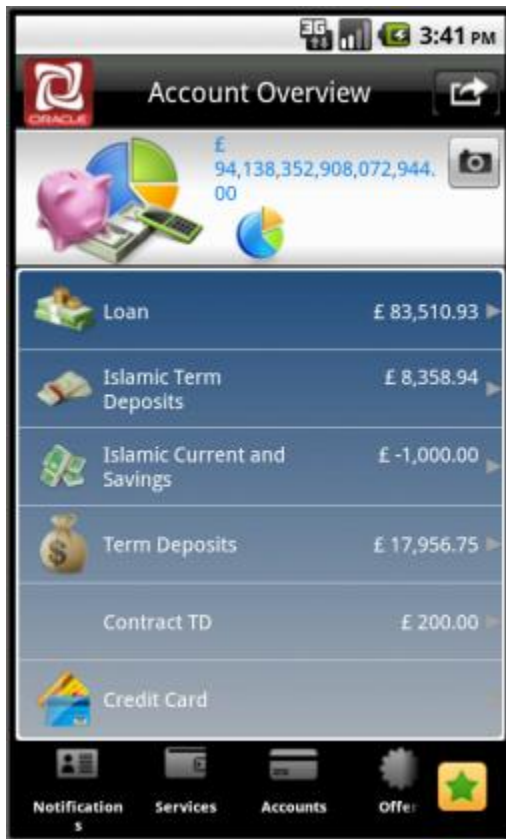 3G
3:41 PM
ORACLE
Account Overview
£
94,138,352,908,072,944.
00
Loan £ 83,510.93
Islamic Term £ 8,358.94
Deposits
Islamic Current and £ -1,000.00
Savings
Term Deposits £ 17,956.75
Contract TD £ 200.00
Credit Card
Notification Services Accounts Offer
s